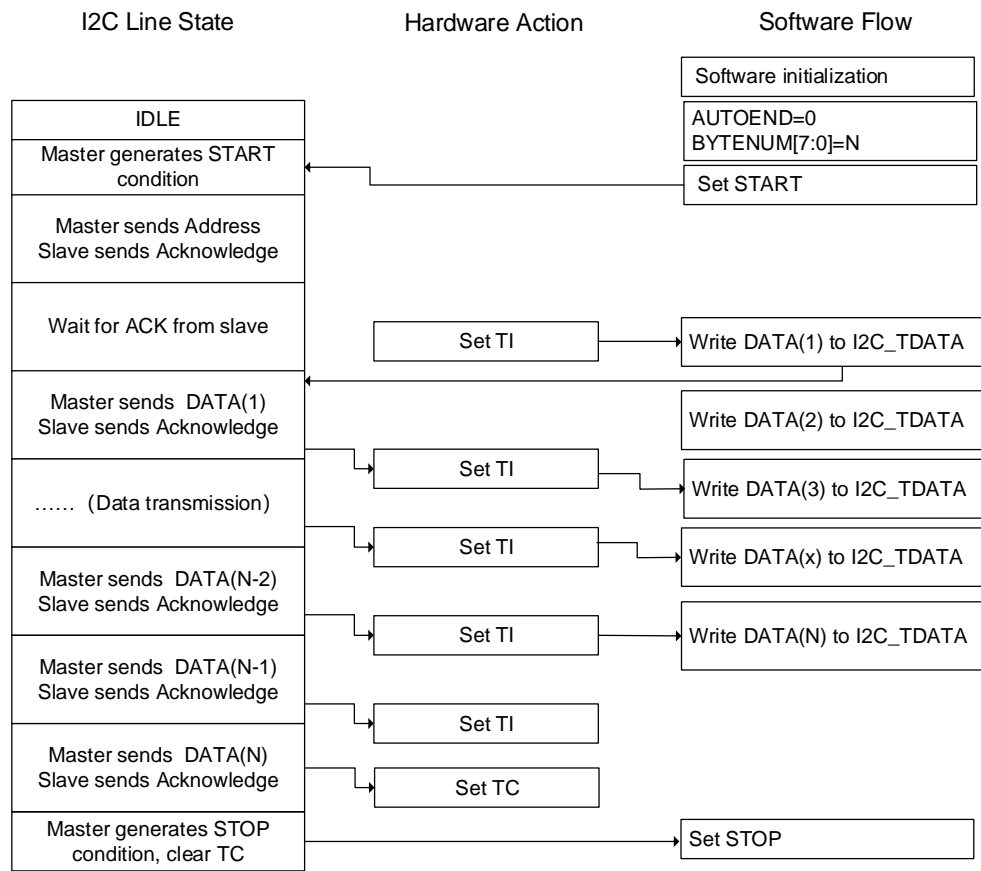 I2C Line State
Hardware Action
Software Flow
Software initialization
IDLE
AUTOEND=0
BYTENUM[7:0]=N
Master generates START
condition
Set START
Master sends Address
Slave sends Acknowledge
Wait for ACK from slave
Set TI
Write DATA(1) to I2C_TDATA
Master sends DATA(1)
Slave sends Acknowledge
Write DATA(2) to I2C_TDATA
Set TI
Write DATA(3) to I2C_TDATA
…… (Data transmission)
Set TI
Write DATA(x) to I2C_TDATA
Master sends DATA(N-2)
Slave sends Acknowledge
Set TI
Write DATA(N) to I2C_TDATA
Master sends DATA(N-1)
Slave sends Acknowledge
Set TI
Master sends DATA(N)
Slave sends Acknowledge
Set TC
Master generates STOP
condition, clear TC
Set STOP